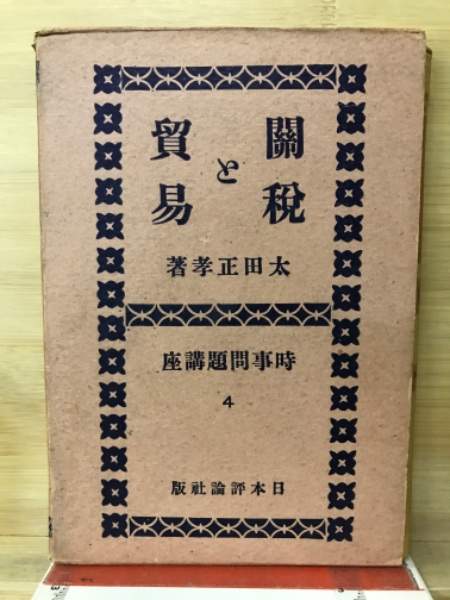 關稅
と
貿易
太田正孝著
時事問題講座
4
日本評論社版